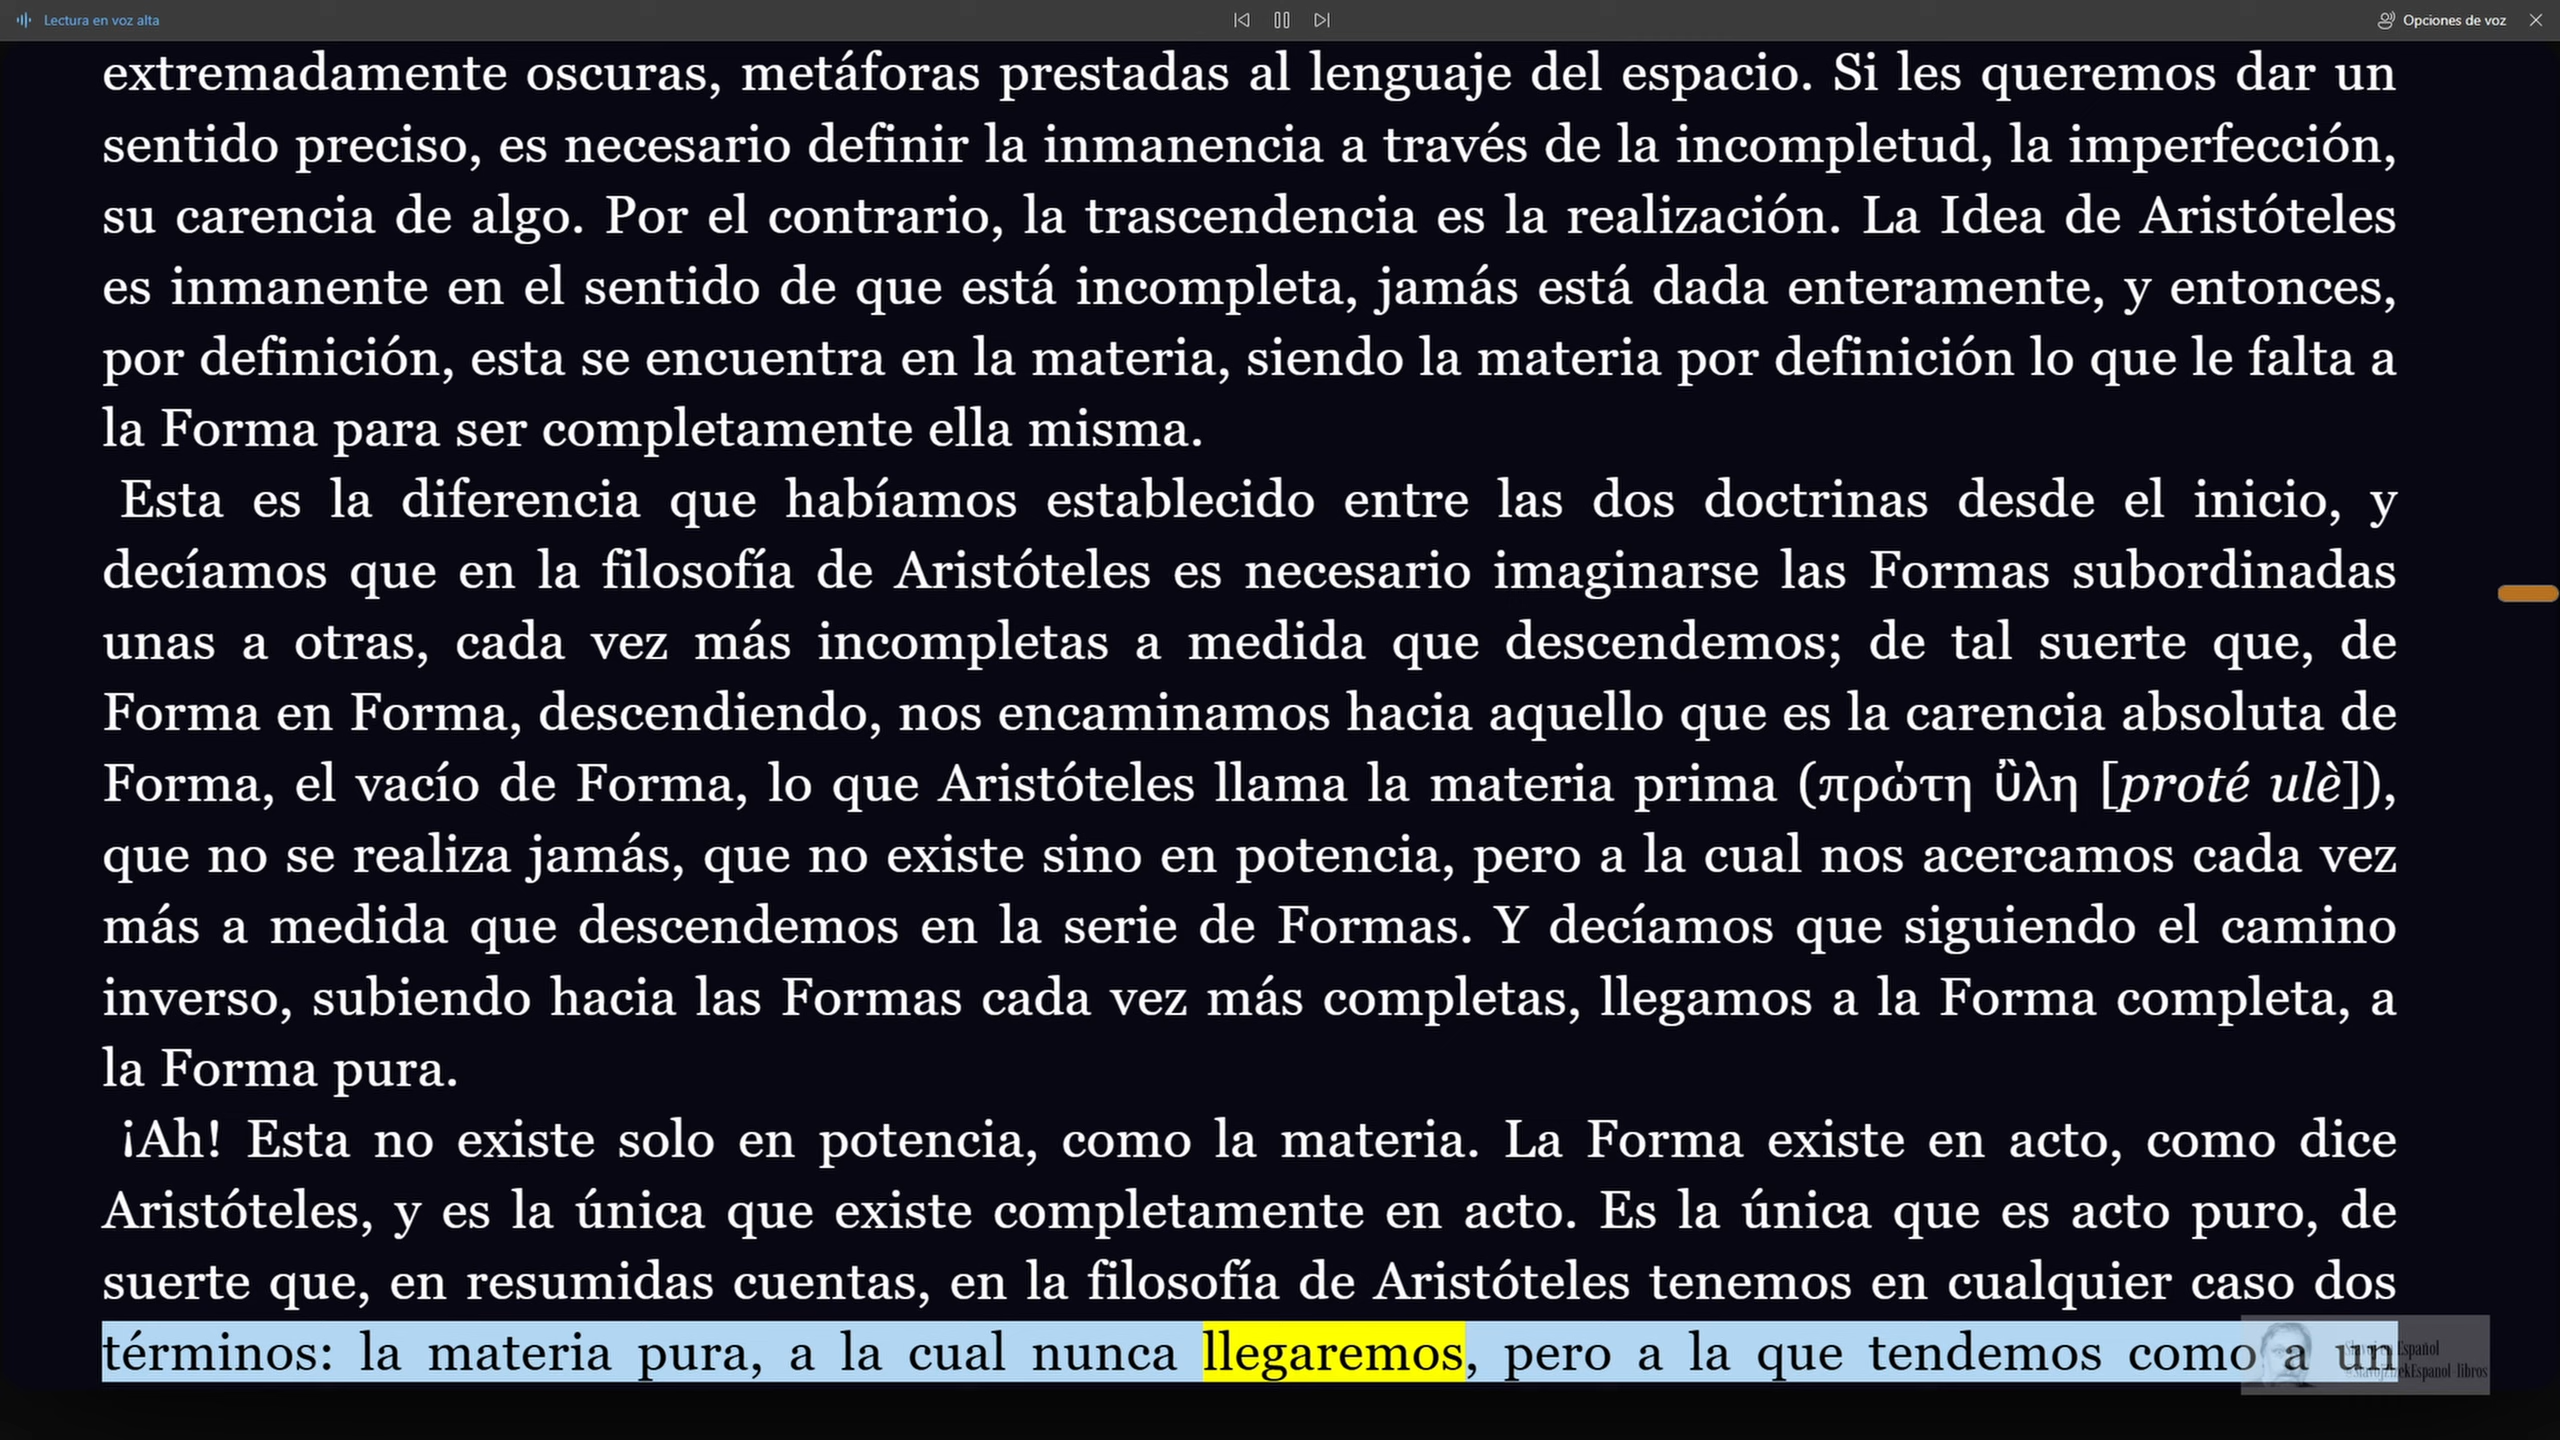 Lectura en voz alta
Opciones de voz
extremadamente oscuras, metáforas prestadas al lenguaje del espacio. Si les queremos dar un
sentido preciso, es necesario definir la inmanencia a través de la incompletud, la imperfección,
su carencia de algo. Por el contrario, la trascendencia es la realización. La Idea de Aristóteles
es inmanente en el sentido de que está incompleta, jamás está dada enteramente, y entonces,
por definición, esta se encuentra en la materia, siendo la materia por definición lo que le falta a
la Forma para ser completamente ella misma.
Esta es la diferencia que habíamos establecido entre las dos doctrinas desde el inicio, y
decíamos que en la filosofía de Aristóteles es necesario imaginarse las Formas subordinadas
unas a otras, cada vez más incompletas a medida que descendemos; de tal suerte que, de
Forma en Forma, descendiendo, nos encaminamos hacia aquello que es la carencia absoluta de
Forma, el vacío de Forma, lo que Aristóteles llama la materia prima (πρώτη ὒλη [proté ulè]),
que no se realiza jamás, que no existe sino en potencia, pero a la cual nos acercamos cada vez
más a medida que descendemos en la serie de Formas. Y decíamos que siguiendo el camino
inverso, subiendo hacia las Formas cada vez más completas, llegamos a la Forma completa, a
la Forma pura.
¡Ah! Esta no existe solo en potencia, como la materia. La Forma existe en acto, como dice
Aristóteles, y es la única que existe completamente en acto. Es la única que es acto puro, de
suerte que, en resumidas cuentas, en la filosofía de Aristóteles tenemos en cualquier caso dos
términos: la materia pura, a la cual nunca llegaremos, pero a la que tendemos como a un
Slavoj en Español